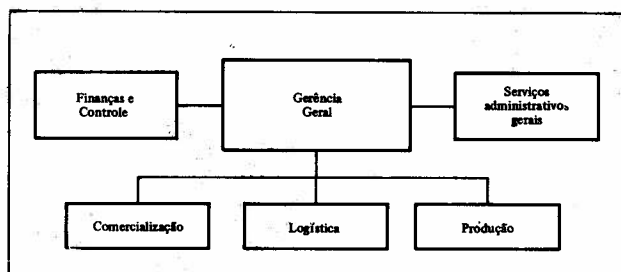 Finanças e
Controle
Gerência
Geral
Serviços
administrativos
gerais
Comercialização
Logística
Produção